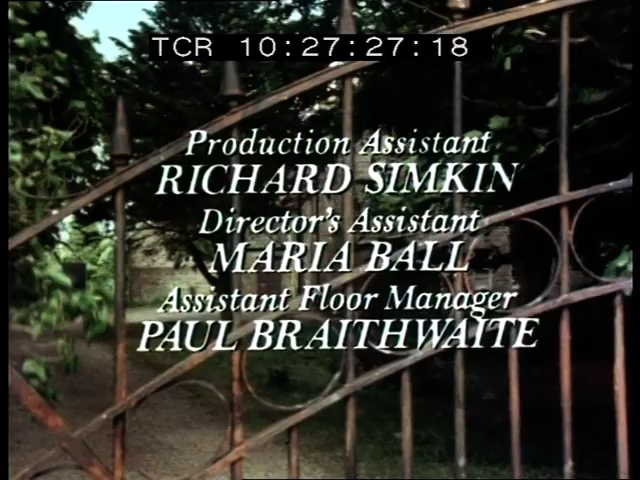 TCR 10:27:27:18
Production Assistant
RICHARD SIMKIN
Director's Assistant
MARIA BALL
Assistant Floor Manager
PAUL BRAITHWAITE